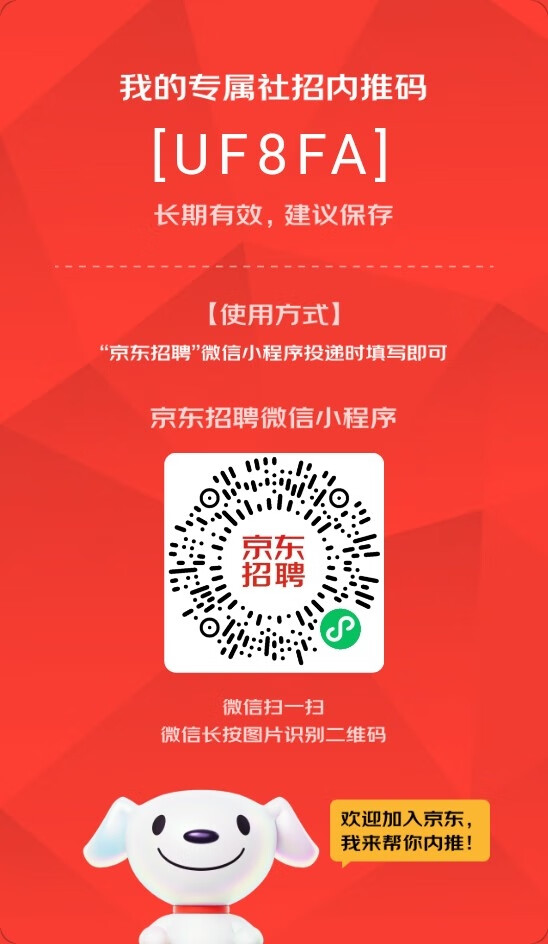 我的专属社招内推码
[UF8FA]
长期有效，建议保存
【使用方式】
“京东招聘”微信小程序投递时填写即可
京东招聘微信小程序
京东
招聘
微信扫一扫
微信长按图片识别二维码
欢迎加入京东，
我来帮你内推！